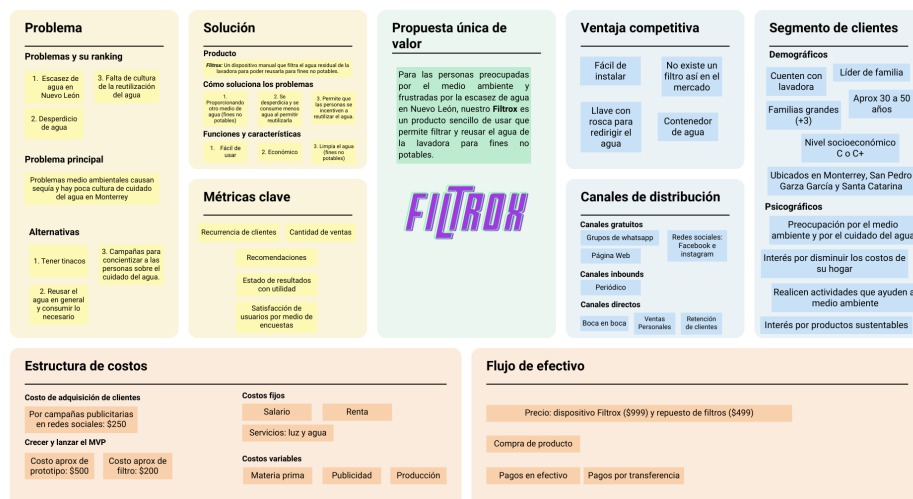 Problema
Problemas y su ranking
1. Escasez de
agua en
Nuevo León
3. Falta de cultura
de la reutilización
del agua
2. Desperdicio
de agua
Problema principal
Problemas medio ambientales causan
sequía y hay poca cultura de cuidado
del agua en Monterrey
Alternativas
1. Tener tinacos
3. Campañas para
concientizar a las
personas sobre el
cuidado del agua.
2. Reusar el
agua en general
y consumir lo
necesario
Solución
Producto
Filtrox: Un dispositivo manual que filtra el agua residual de la
lavadora para poder reusarla para fines no potables.
Cómo soluciona los problemas
1.
Proporcionando
otro medio de
agua (fines no
potables)
2. Se
desperdicia y se
consume menos
agua al permitir
reutilizarla
3. Permite que
las personas se
incentiven a
reutilizar el agua.
Funciones y características
1. Fácil de
usar
2. Económico
3. Limpia el agua
(fines no
potables)
Métricas clave
Recurrencia de clientes
Cantidad de ventas
Recomendaciones
Estado de resultados
con utilidad
Satisfacción de
usuarios por medio de
encuestas
Propuesta única de
valor
Para las personas preocupadas
por el medio ambiente y
frustradas por la escasez de agua
en Nuevo León, nuestro Filtrox es
un producto sencillo de usar que
permite filtrar y reusar el agua de
la lavadora para fines no
potables.
FILTROX
Ventaja competitiva
Fácil de
instalar
No existe un
filtro así en el
mercado
Llave con
rosca para
redirigir el
agua
Contenedor
de agua
Canales de distribución
Canales gratuitos
Grupos de whatsapp
Redes sociales:
Facebook e
instagram
Página Web
Canales inbounds
Periódico
Canales directos
Boca en boca
Ventas
Personales
Retención
de clientes
Segmento de clientes
Demográficos
Cuenten con
lavadora
Líder de familia
Familias grandes
(+3)
Aprox 30 a 50
años
Nivel socioeconómico
C o C+
Ubicados en Monterrey, San Pedro
Garza García y Santa Catarina
Psicográficos
Preocupación por el medio
ambiente y por el cuidado del agua
Interés por disminuir los costos de
su hogar
Realicen actividades que ayuden a
medio ambiente
Interés por productos sustentables
Estructura de costos
Costo de adquisición de clientes
Por campañas publicitarias
en redes sociales: $250
Crecer y lanzar el MVP
Costo aprox de
prototipo: $500
Costo aprox de
filtro: $200
Costos fijos
Salario
Renta
Servicios: luz y agua
Costos variables
Materia prima
Publicidad
Producción
Flujo de efectivo
Precio: dispositivo Filtrox ($999) y repuesto de filtros ($499)
Compra de producto
Pagos en efectivo
Pagos por transferencia